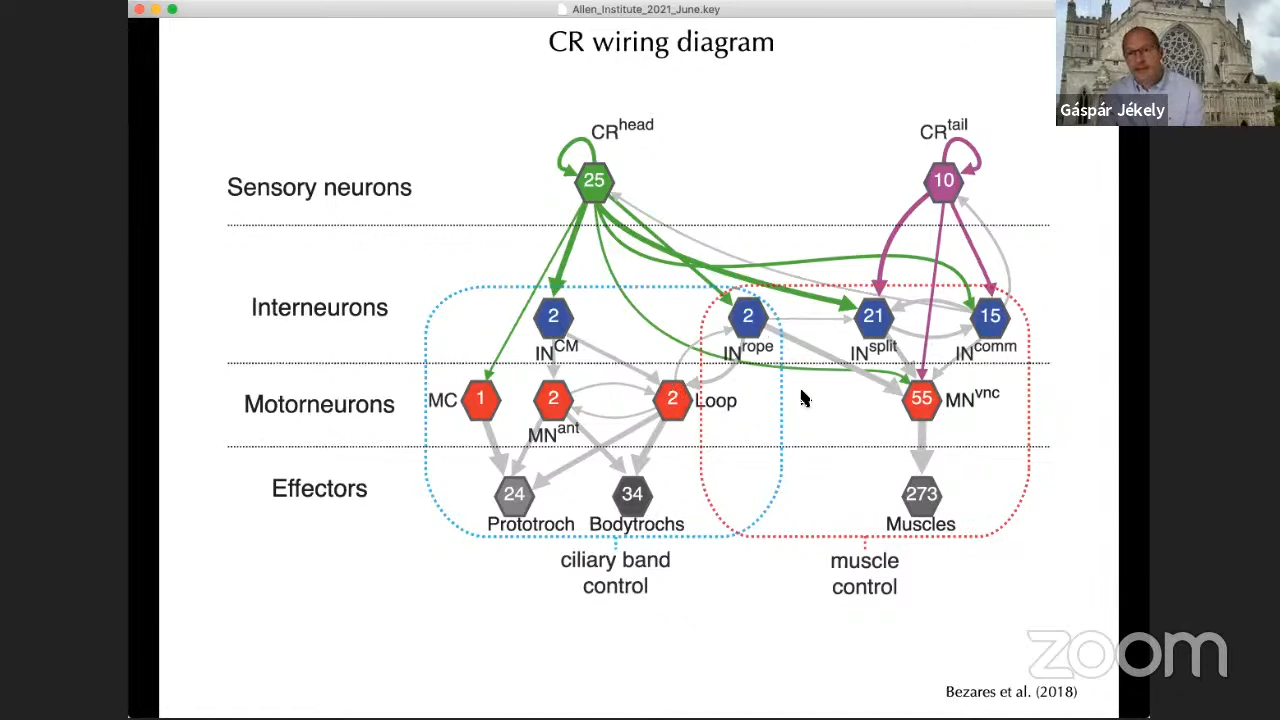 Allen_Institute_2021_June.key
CR wiring diagram
Gáspár Jékely
CR^head
CR^tail
Sensory neurons
25
10
Interneurons
2
2
21
15
IN^CM
IN^rope
IN^split
IN^comm
Motorneurons
MC
1
2
2
Loop
55
MN^vnc
MN^ant
Effectors
24
34
273
Prototroch
Bodytrochs
Muscles
ciliary band
control
muscle
control
zoom
Bezares et al. (2018)